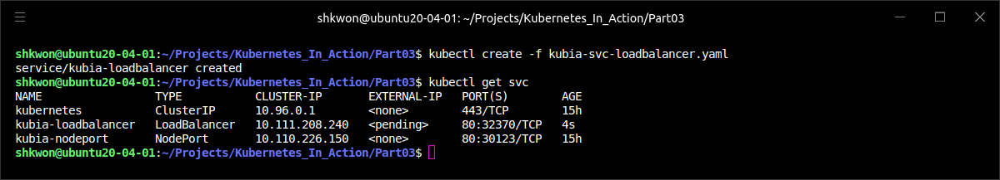 shkwon@ubuntu20-04-01: ~/Projects/Kubernetes_In_Action/Part03
shkwon@ubuntu20-04-01:~/Projects/Kubernetes_In_Action/Part03$ kubectl create -f kubia-svc-loadbalancer.yaml
service/kubia-loadbalancer created
shkwon@ubuntu20-04-01:~/Projects/Kubernetes_In_Action/Part03$ kubectl get svc
NAME                 TYPE           CLUSTER-IP       EXTERNAL-IP   PORT(S)        AGE
kubernetes           ClusterIP      10.96.0.1        <none>        443/TCP        15h
kubia-loadbalancer   LoadBalancer   10.111.208.240   <pending>     80:32370/TCP   4s
kubia-nodeport       NodePort       10.110.226.150   <none>        80:30123/TCP   15h
shkwon@ubuntu20-04-01:~/Projects/Kubernetes_In_Action/Part03$